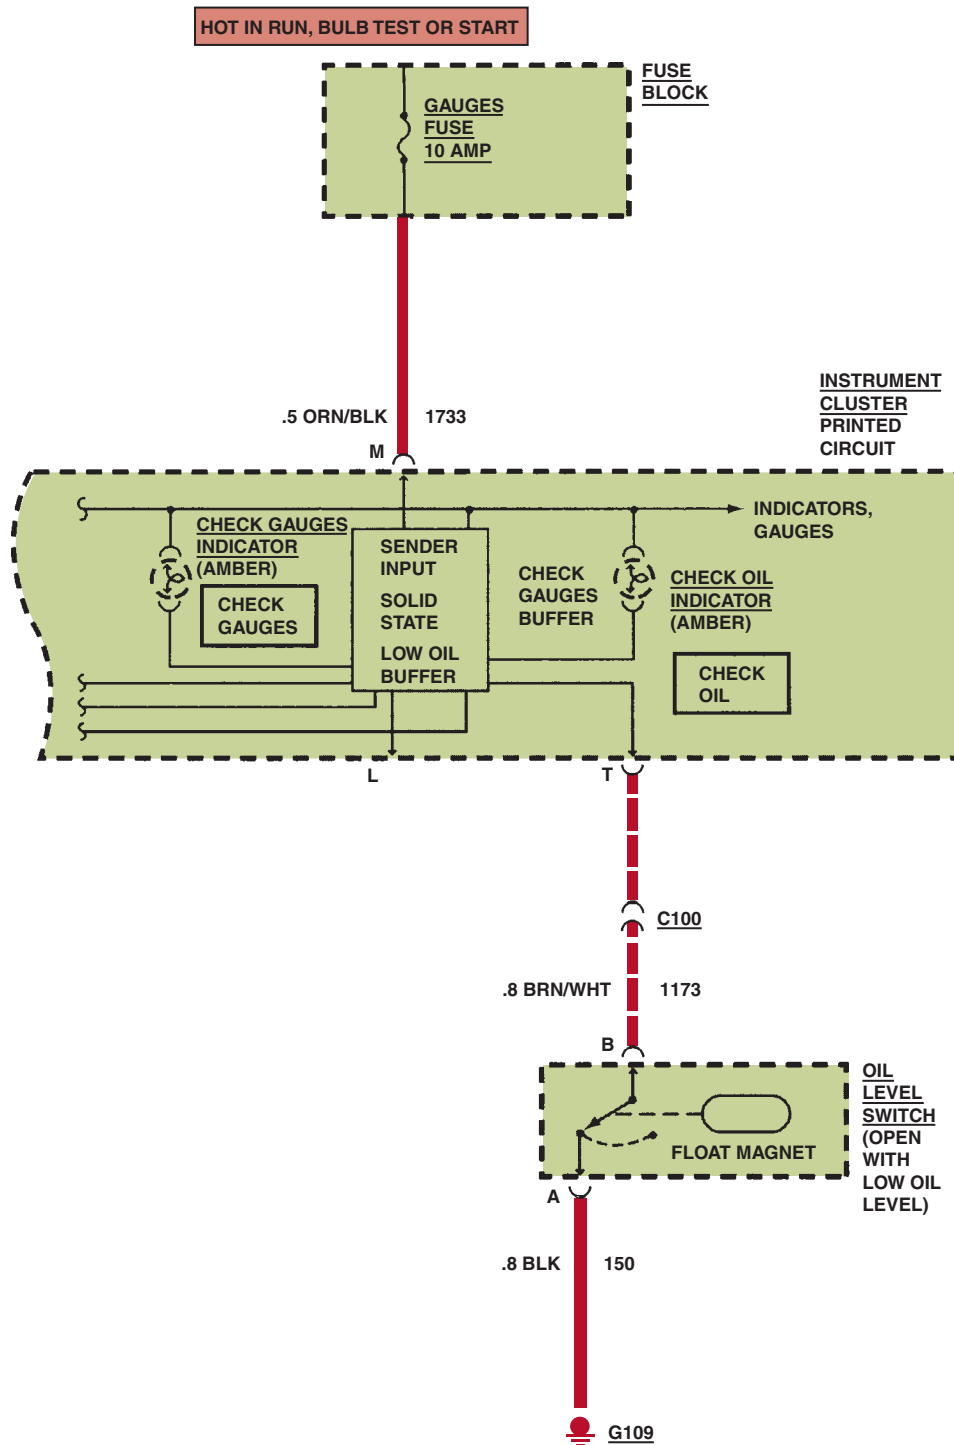 HOT IN RUN, BULB TEST OR START
FUSE
BLOCK
GAUGES
FUSE
10 AMP
.5 ORN/BLK 1733
M
INSTRUMENT
CLUSTER
PRINTED
CIRCUIT
INDICATORS,
GAUGES
CHECK GAUGES
INDICATOR
(AMBER)
CHECK
GAUGES
SENDER
INPUT
SOLID
STATE
LOW OIL
BUFFER
CHECK
GAUGES
BUFFER
CHECK OIL
INDICATOR
(AMBER)
CHECK
OIL
L
T
C100
.8 BRN/WHT 1173
B
OIL
LEVEL
SWITCH
(OPEN
WITH
LOW OIL
LEVEL)
FLOAT MAGNET
A
.8 BLK 150
G109